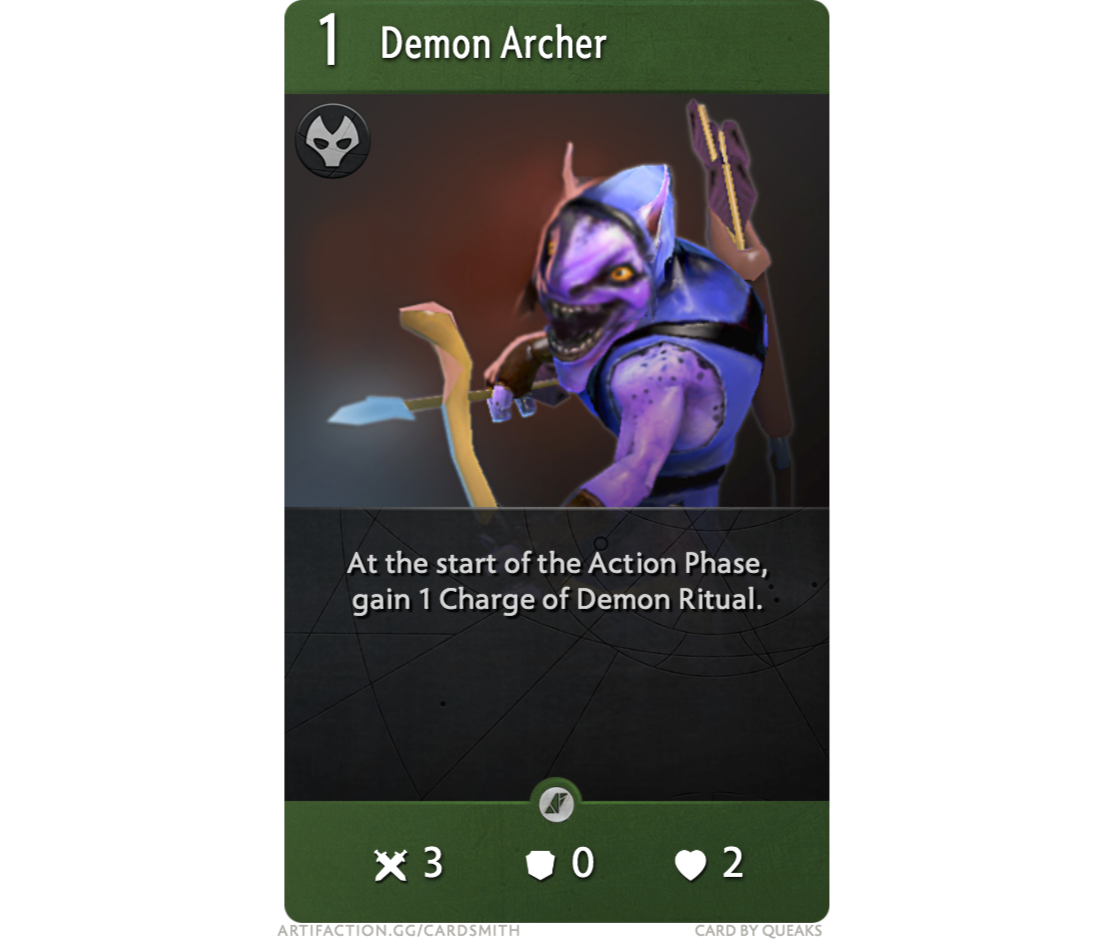 1 Demon Archer
At the start of the Action Phase,
gain 1 Charge of Demon Ritual.
3 0 2
ARTIFACTION.GG/CARDSMITH CARD BY QUEAKS